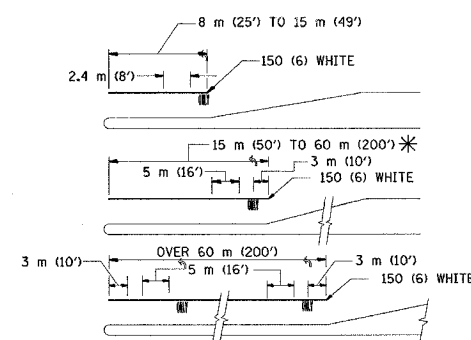 8 m (25') TO 15 m (49')
2.4 m (8')
150 (6) WHITE
15 m (50') TO 60 m (200') *
5 m (16')
3 m (10')
150 (6) WHITE
OVER 60 m (200')
3 m (10')
5 m (16')
3 m (10')
150 (6) WHITE